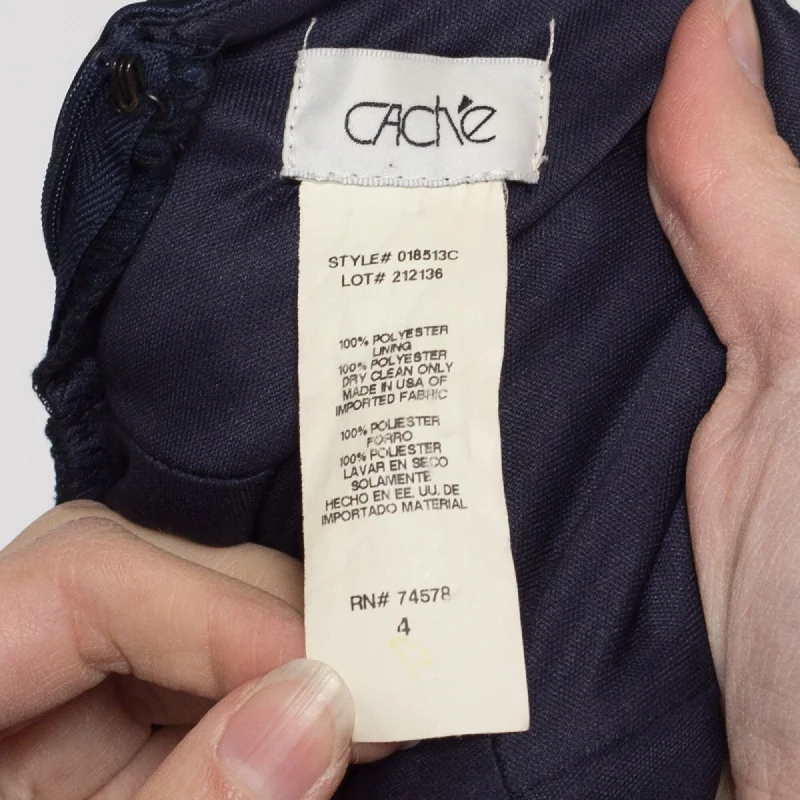 CACHÉ
STYLE# 018513C
LOT# 212136
100% POLYESTER
LINING
100% POLYESTER
DRY CLEAN ONLY
MADE IN USA OF
IMPORTED FABRIC
100% POLIESTER
FORRO
100% POLIESTER
LAVAR EN SECO
SOLAMENTE
HECHO EN EE. UU. DE
IMPORTADO MATERIAL
RN# 74578
4